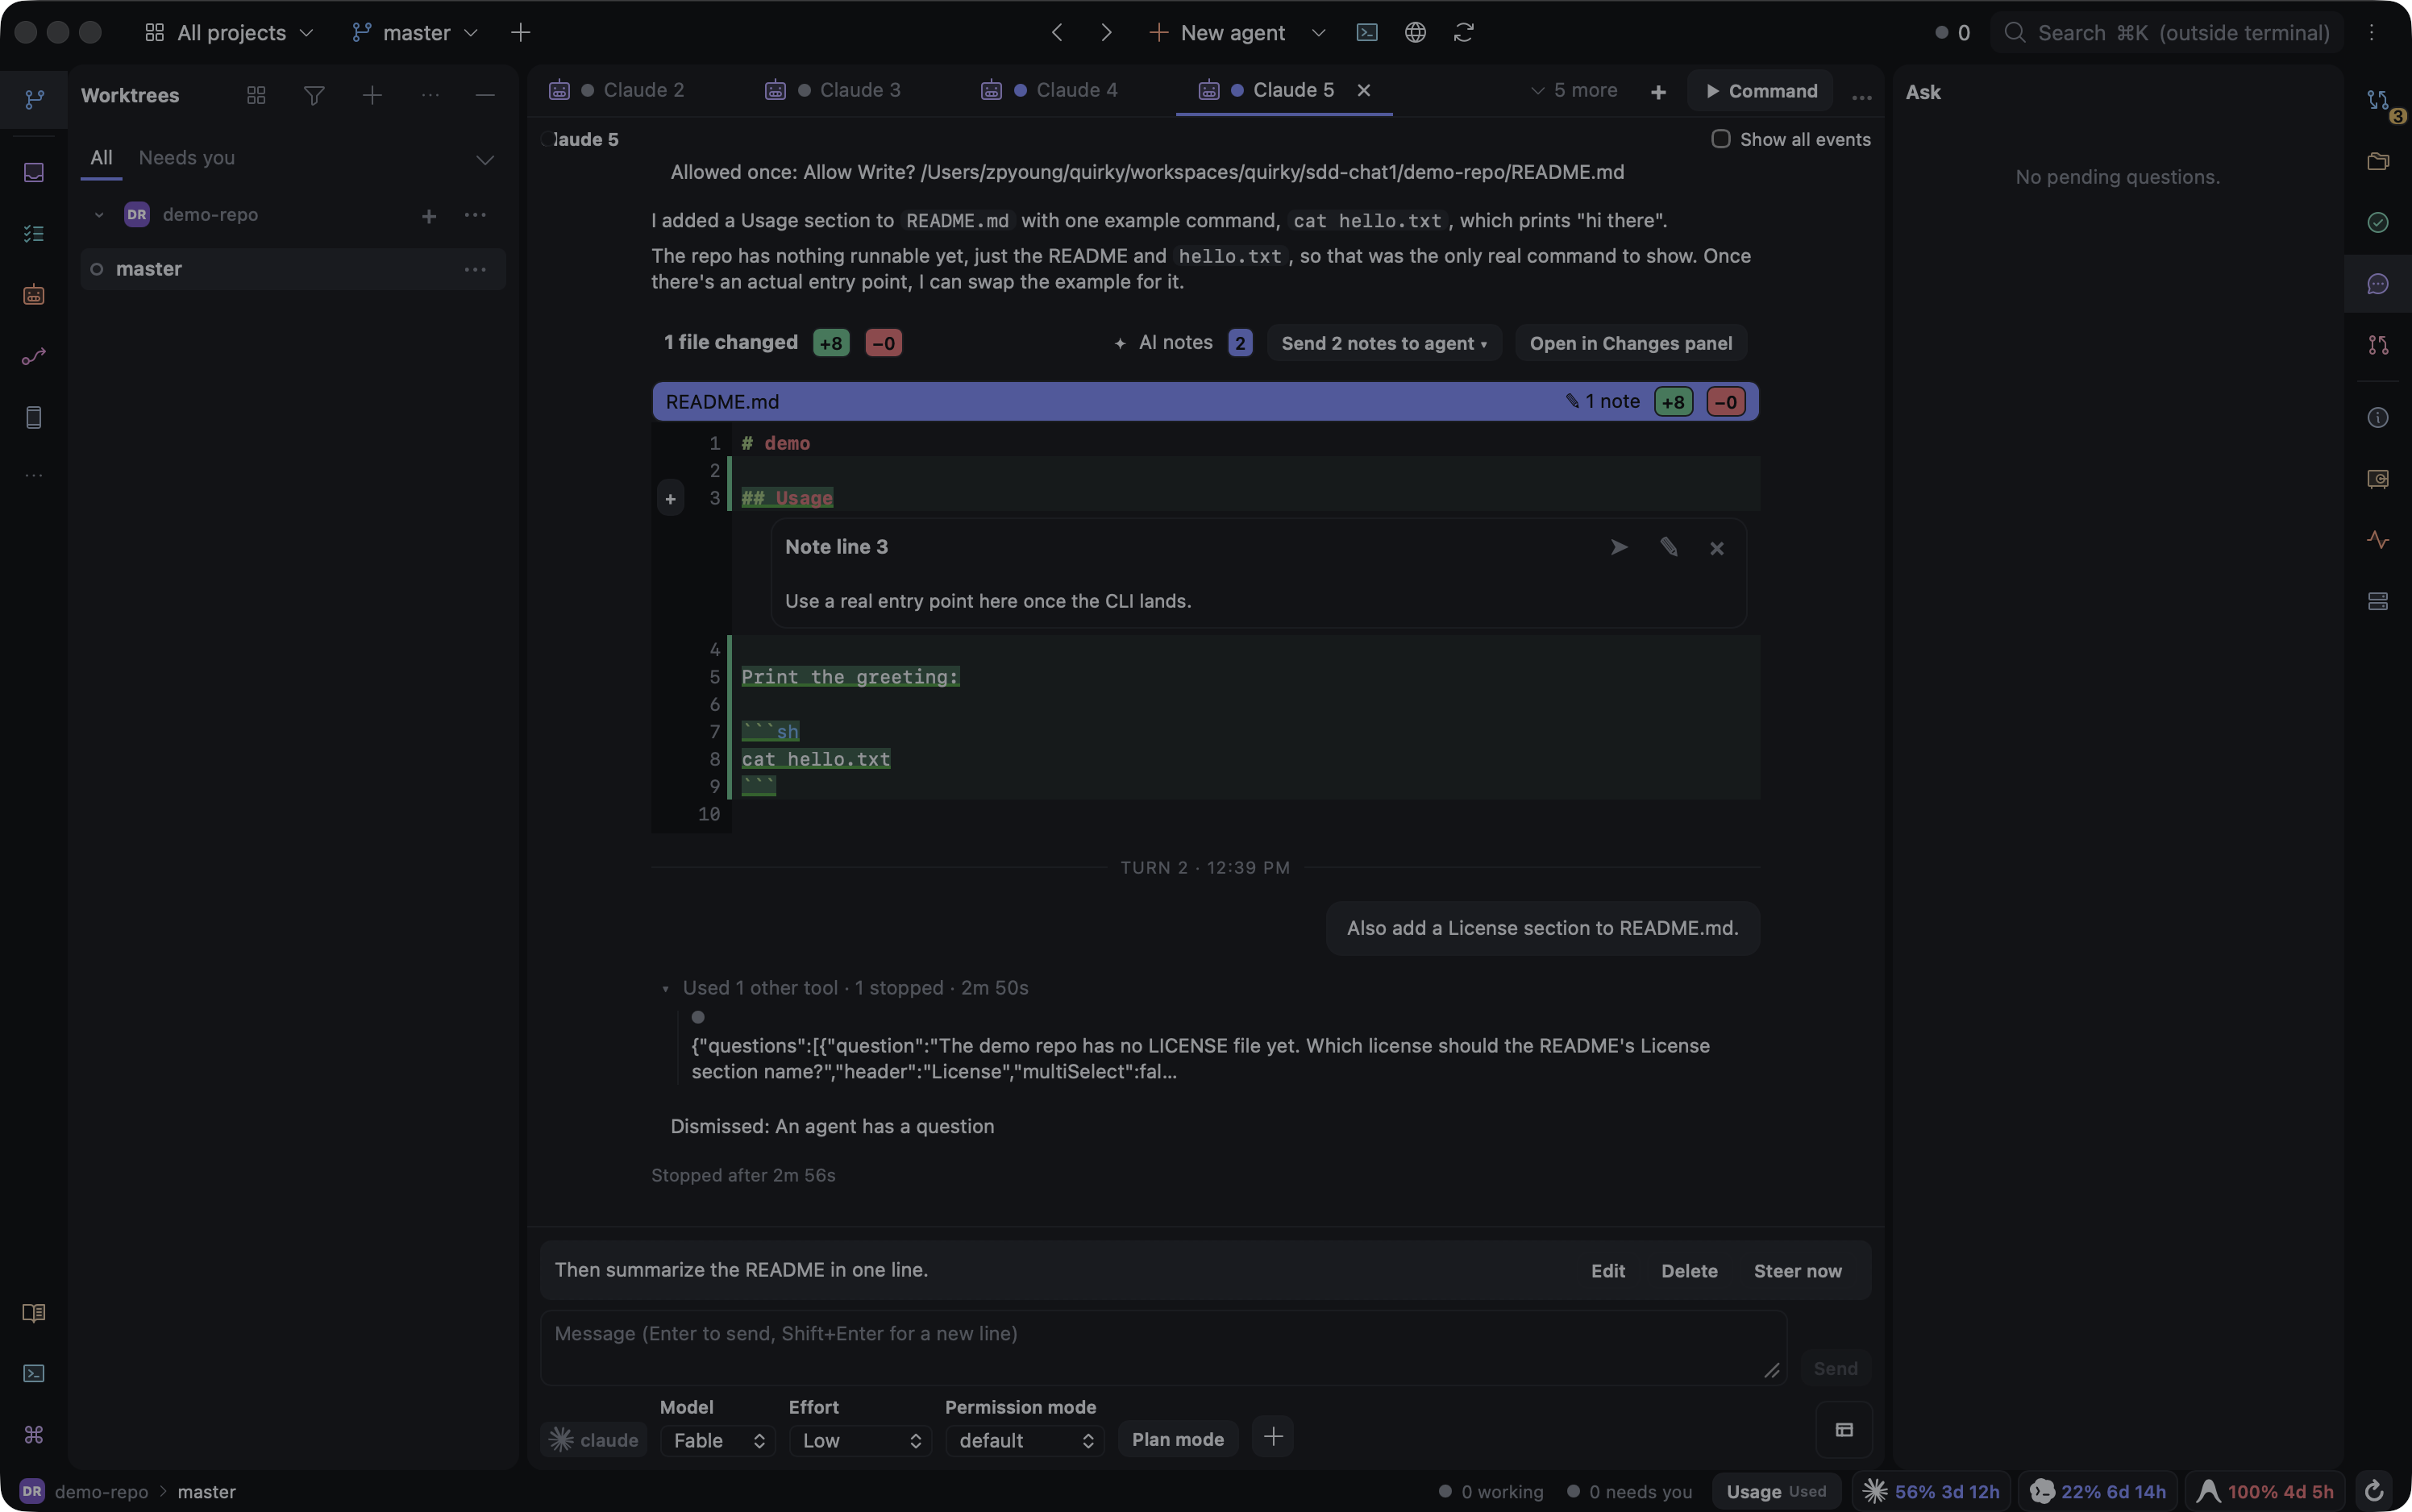 All projects
master
New agent
0
Search ⌘K (outside terminal)
Worktrees
All
Needs you
DR demo-repo
master
Claude 2
Claude 3
Claude 4
Claude 5
5 more
Command
laude 5
Show all events
Allowed once: Allow Write? /Users/zpyoung/quirky/workspaces/quirky/sdd-chat1/demo-repo/README.md
I added a Usage section to README.md with one example command, cat hello.txt, which prints "hi there".
The repo has nothing runnable yet, just the README and hello.txt, so that was the only real command to show. Once
there's an actual entry point, I can swap the example for it.
1 file changed +8 −0
AI notes 2
Send 2 notes to agent
Open in Changes panel
README.md
1 note +8 −0
1 # demo
2
3 ## Usage
Note line 3
Use a real entry point here once the CLI lands.
4
5 Print the greeting:
6
7 ```sh
8 cat hello.txt
9 ```
10
TURN 2 · 12:39 PM
Also add a License section to README.md.
Used 1 other tool · 1 stopped · 2m 50s
{"questions":[{"question":"The demo repo has no LICENSE file yet. Which license should the README's License
section name?","header":"License","multiSelect":fal...
Dismissed: An agent has a question
Stopped after 2m 56s
Then summarize the README in one line.
Edit
Delete
Steer now
Message (Enter to send, Shift+Enter for a new line)
Send
Model
Effort
Permission mode
claude
Fable
Low
default
Plan mode
Ask
No pending questions.
3
DR demo-repo > master
0 working
0 needs you
Usage Used
56% 3d 12h
22% 6d 14h
100% 4d 5h